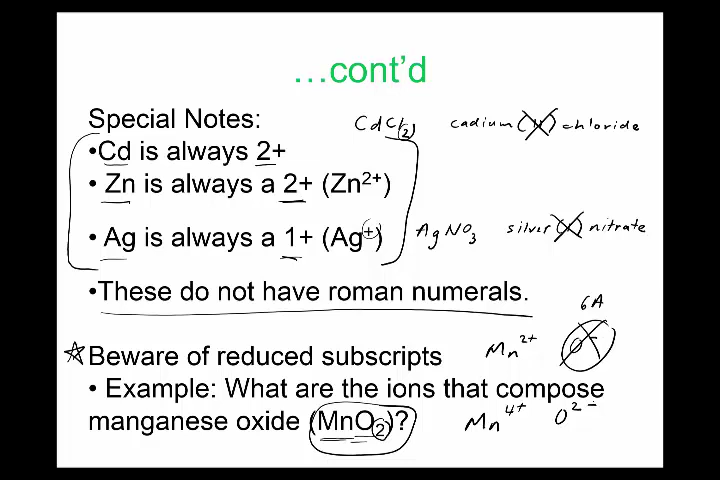 …cont'd
Special Notes:
CdCl2
cadium (II) chloride
•Cd is always 2+
• Zn is always a 2+ (Zn2+)
• Ag is always a 1+ (Ag+)
AgNO3
silver (I) nitrate
•These do not have roman numerals.
6A
Mn2+
Beware of reduced subscripts
• Example: What are the ions that compose
manganese oxide (MnO2)?
Mn4+ O2-